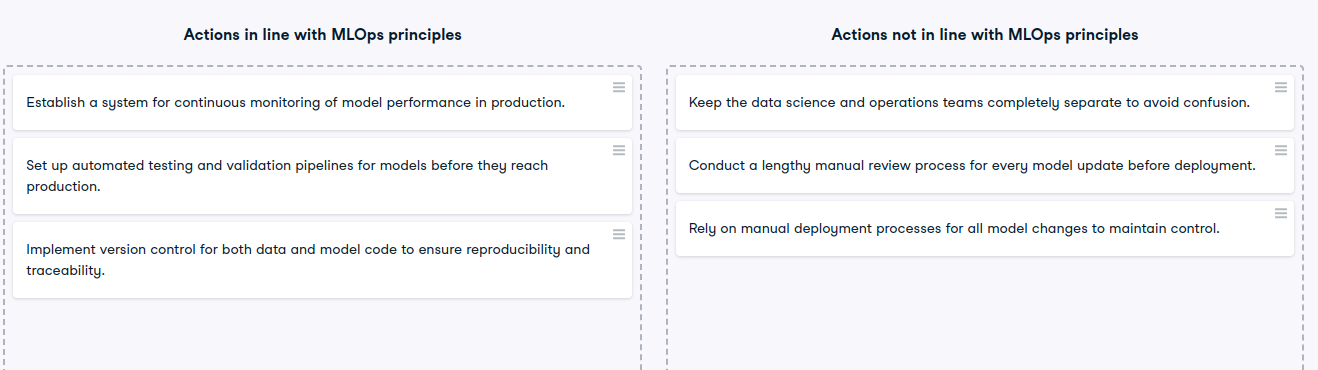 Actions in line with MLOps principles
Establish a system for continuous monitoring of model performance in production.
Set up automated testing and validation pipelines for models before they reach
production.
Implement version control for both data and model code to ensure reproducibility and
traceability.
Actions not in line with MLOps principles
Keep the data science and operations teams completely separate to avoid confusion.
Conduct a lengthy manual review process for every model update before deployment.
Rely on manual deployment processes for all model changes to maintain control.